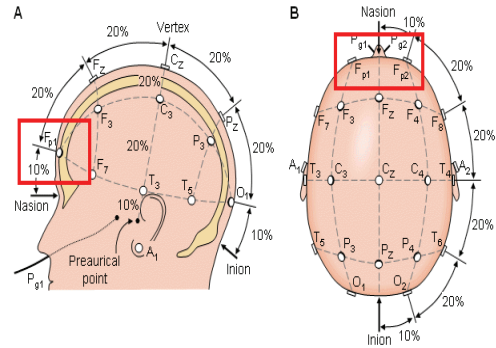 A
20%
Vertex
20%
Fz
Cz
20%
20%
20%
Fp1
F3
C3
Pz
20%
P3
20%
10%
F7
T3
T5
O1
Nasion
10%
10%
Preaurical
point
A1
Inion
Pg1
B
Nasion
10%
Pg1
Pg2
Fp1
Fp2
20%
F7
F3
Fz
F4
F8
20%
A1
T3
C3
Cz
C4
T4
A2
20%
T5
P3
Pz
P4
T6
O1
O2
20%
Inion
10%